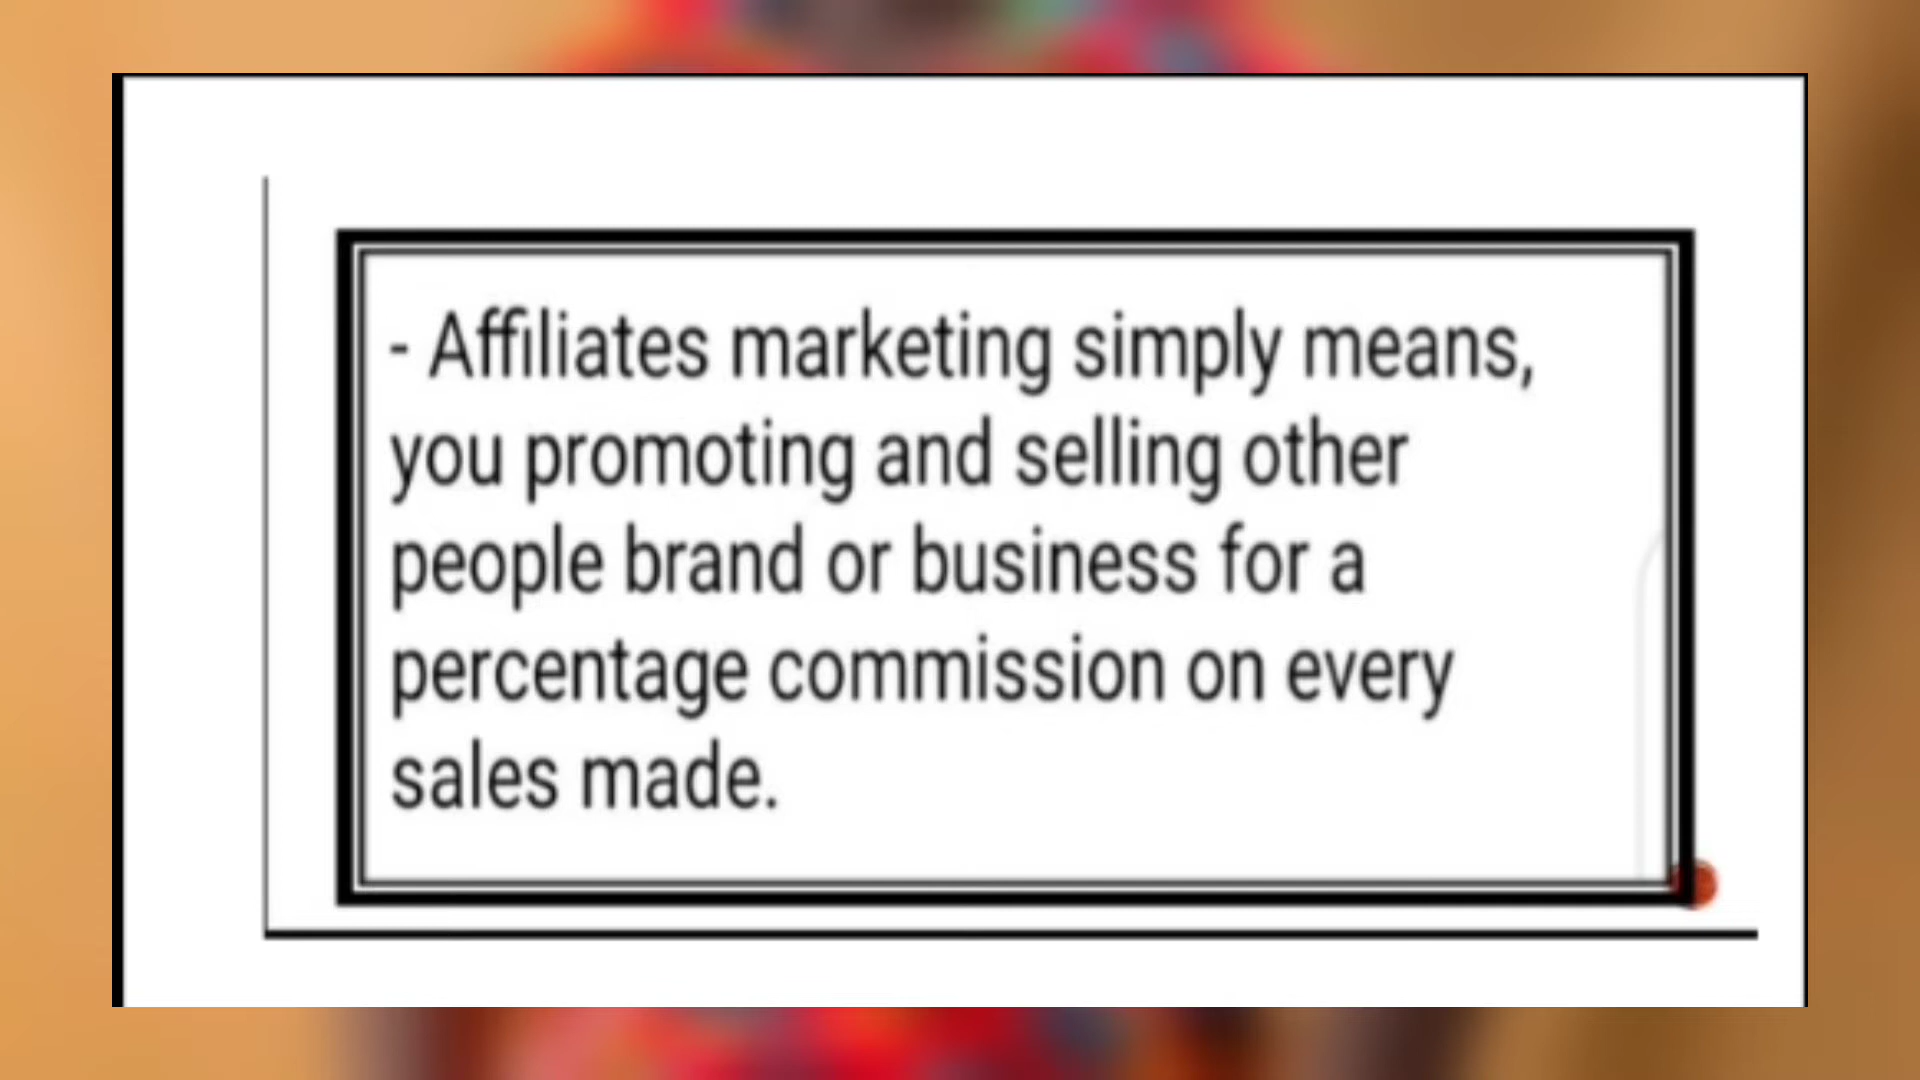 - Affiliates marketing simply means,
you promoting and selling other
people brand or business for a
percentage commission on every
sales made.